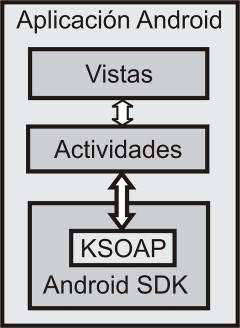 Aplicación Android
Vistas
Actividades
KSOAP
Android SDK